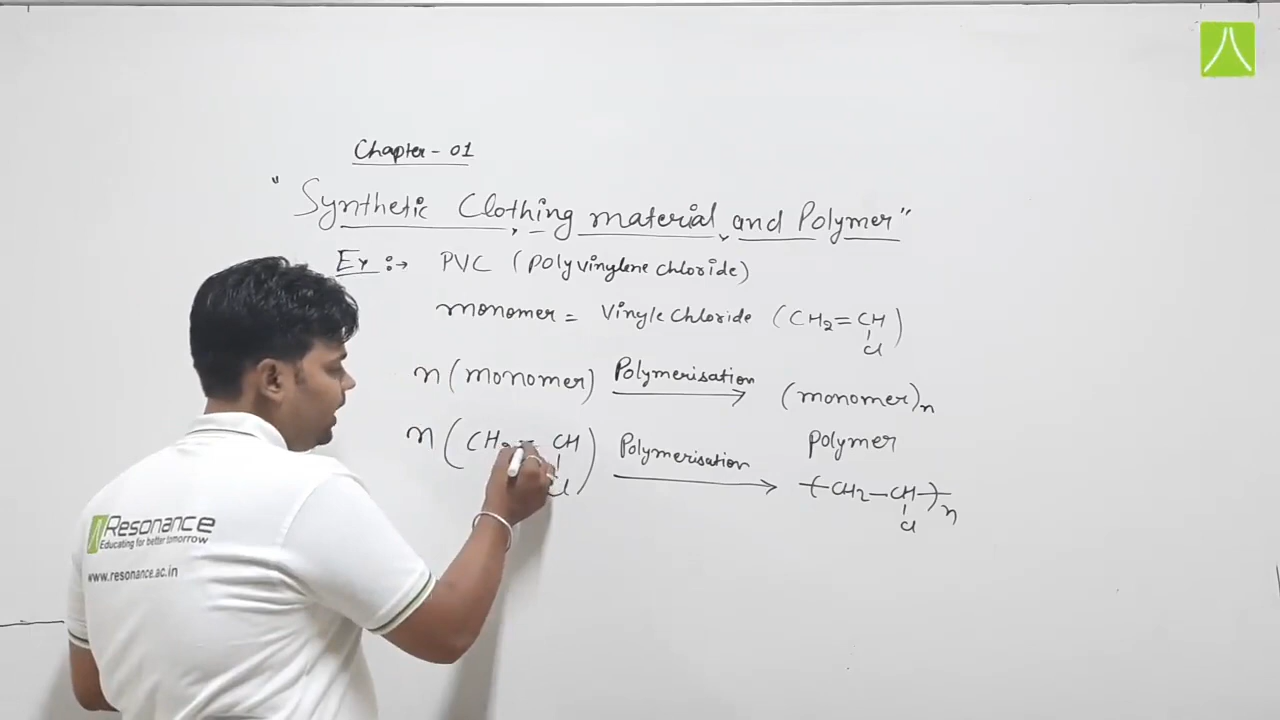 Chapter - 01
"Synthetic Clothing material and Polymer"
Ex :→ PVC (Polyvinylene chloride)
monomer = Vinyle Chloride (CH2=CH)
Cl
n (monomer) Polymerisation (monomer)n
n (CH2= CH) Polymerisation Polymer
Cl
(CH2—CH)n
Cl
Resonance
Educating for better tomorrow
www.resonance.ac.in